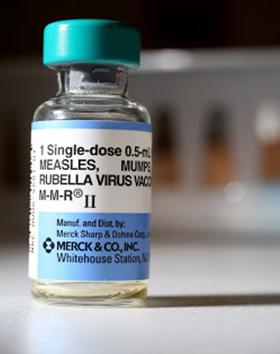 1 Single-dose 0.5-mL
MEASLES, MUMPS
RUBELLA VIRUS VACC
M-M-R® II
Manuf. and Dist. by:
Merck Sharp & Dohme Corp.,
MERCK & CO., INC.
Whitehouse Station, NJ